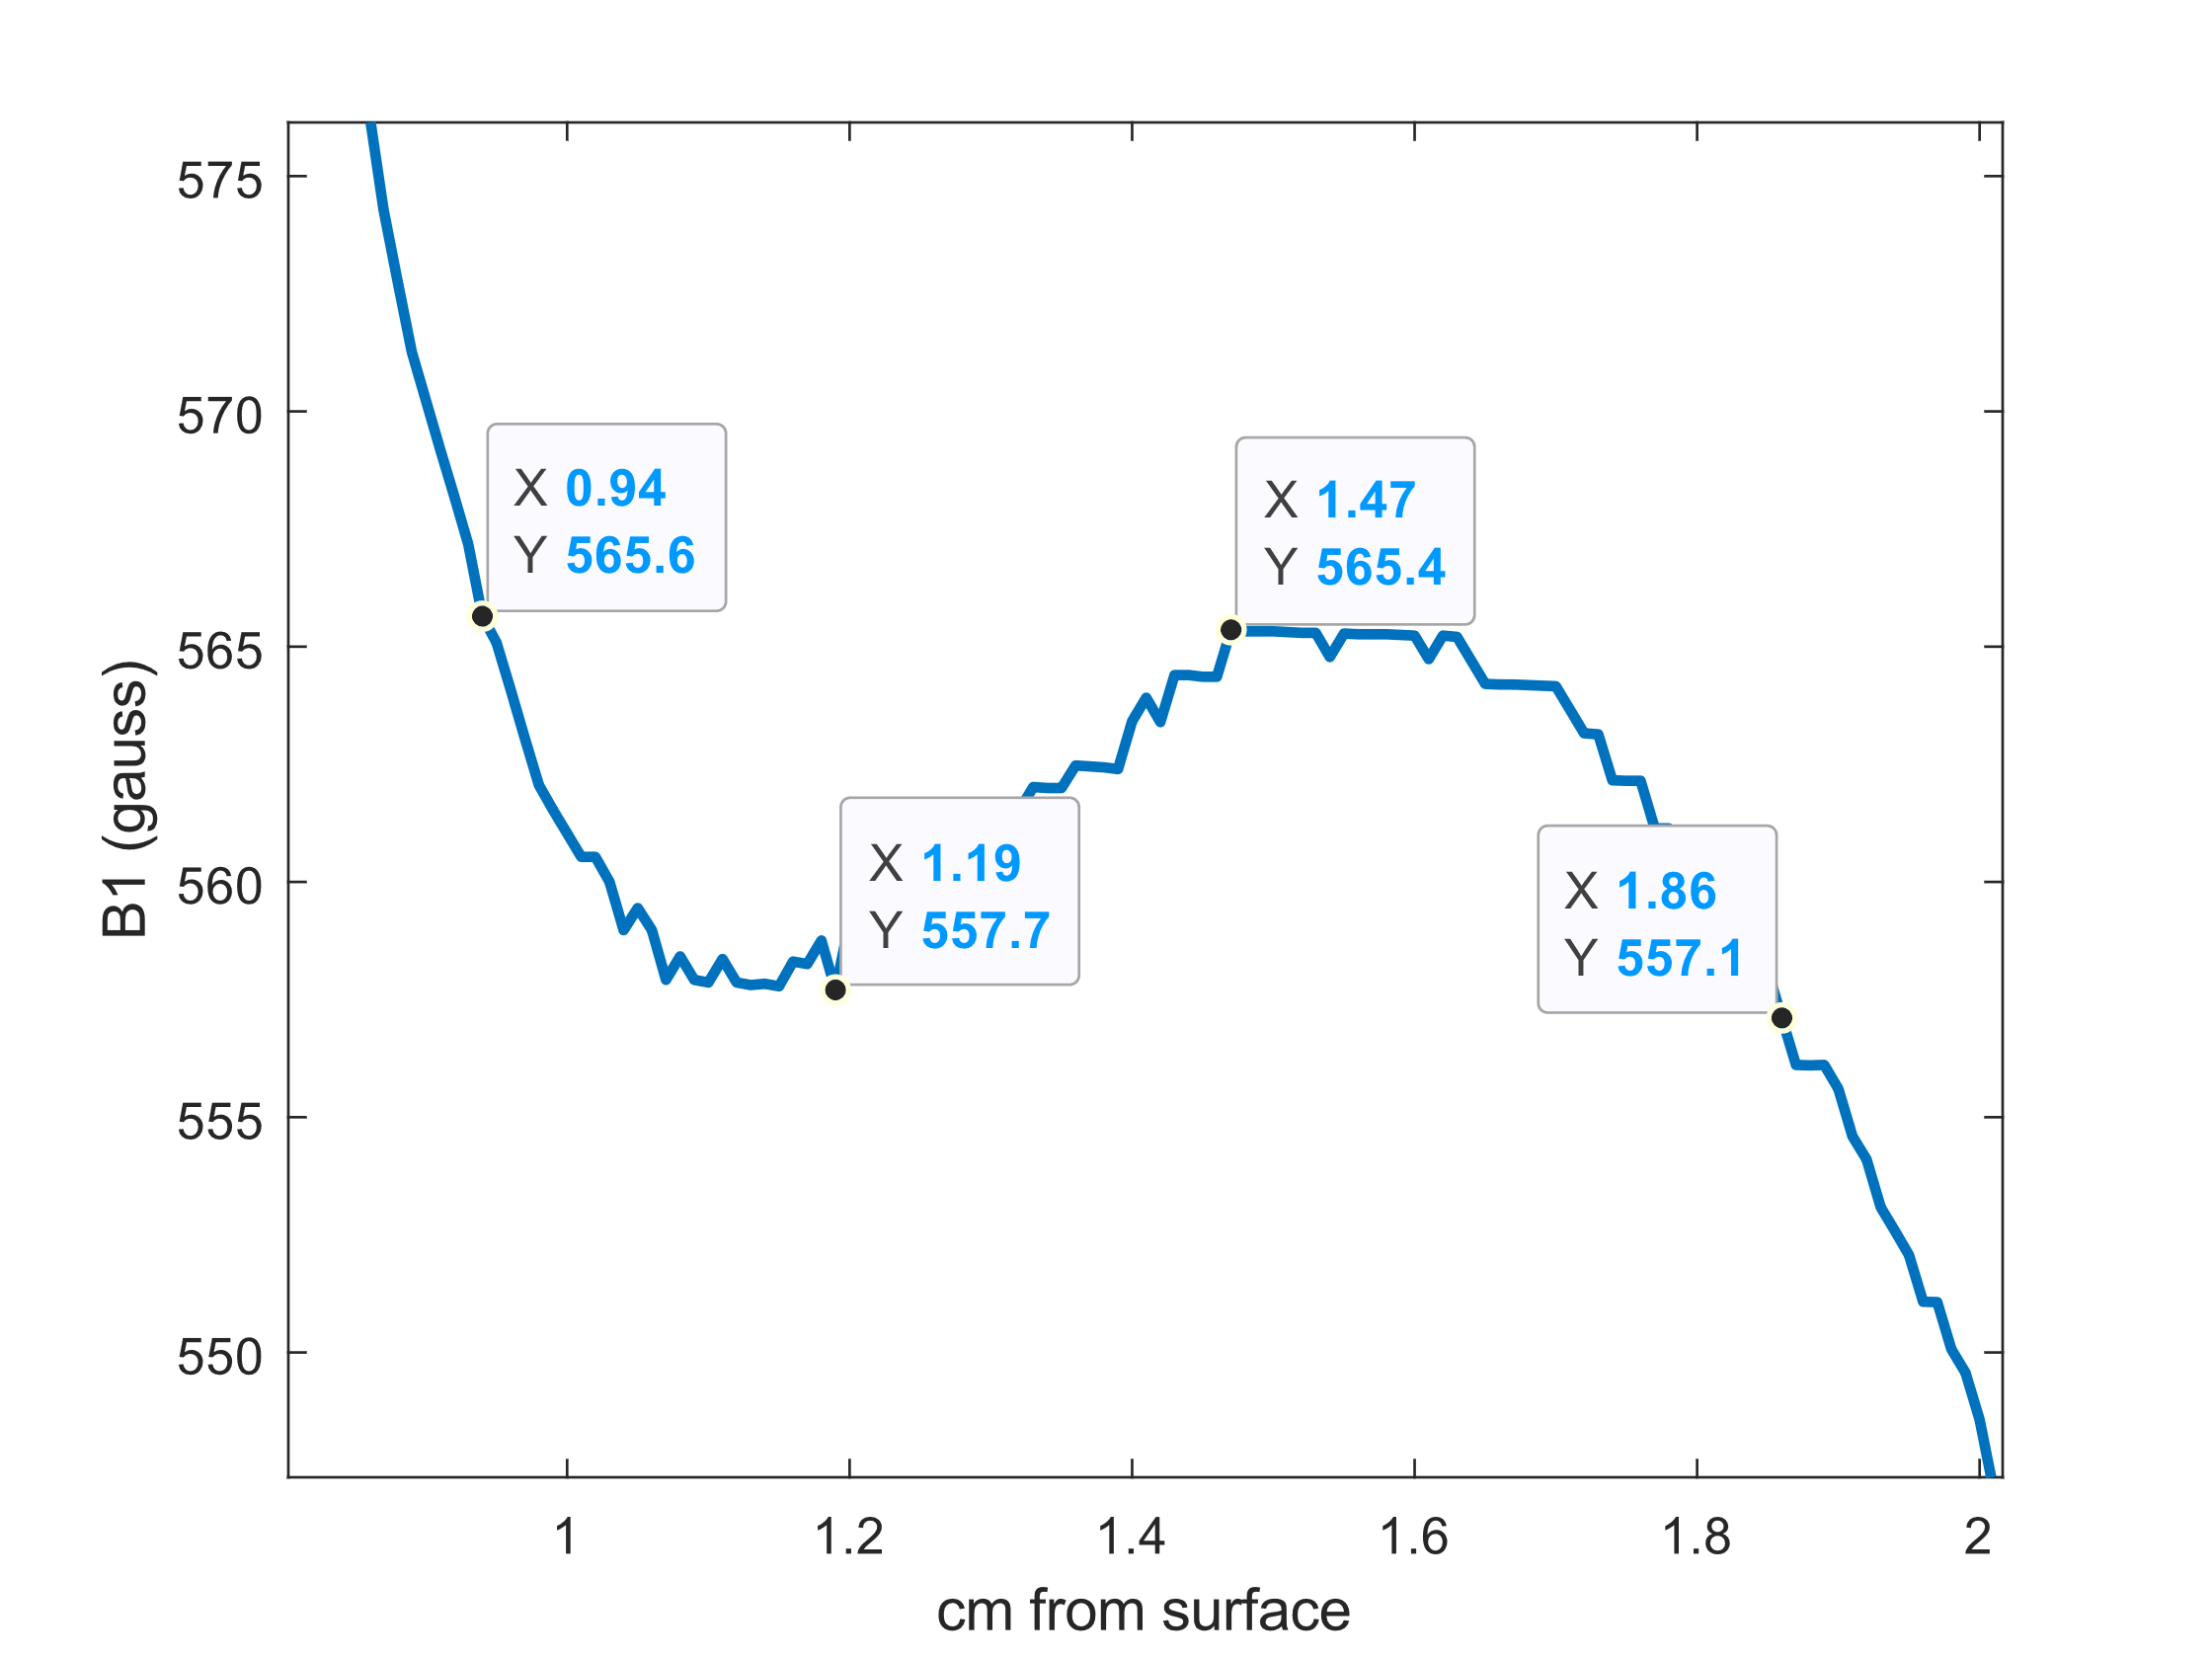 575
570
565
560
555
550
B1 (gauss)
X 0.94
Y 565.6
X 1.47
Y 565.4
X 1.19
Y 557.7
X 1.86
Y 557.1
1 1.2 1.4 1.6 1.8 2
cm from surface